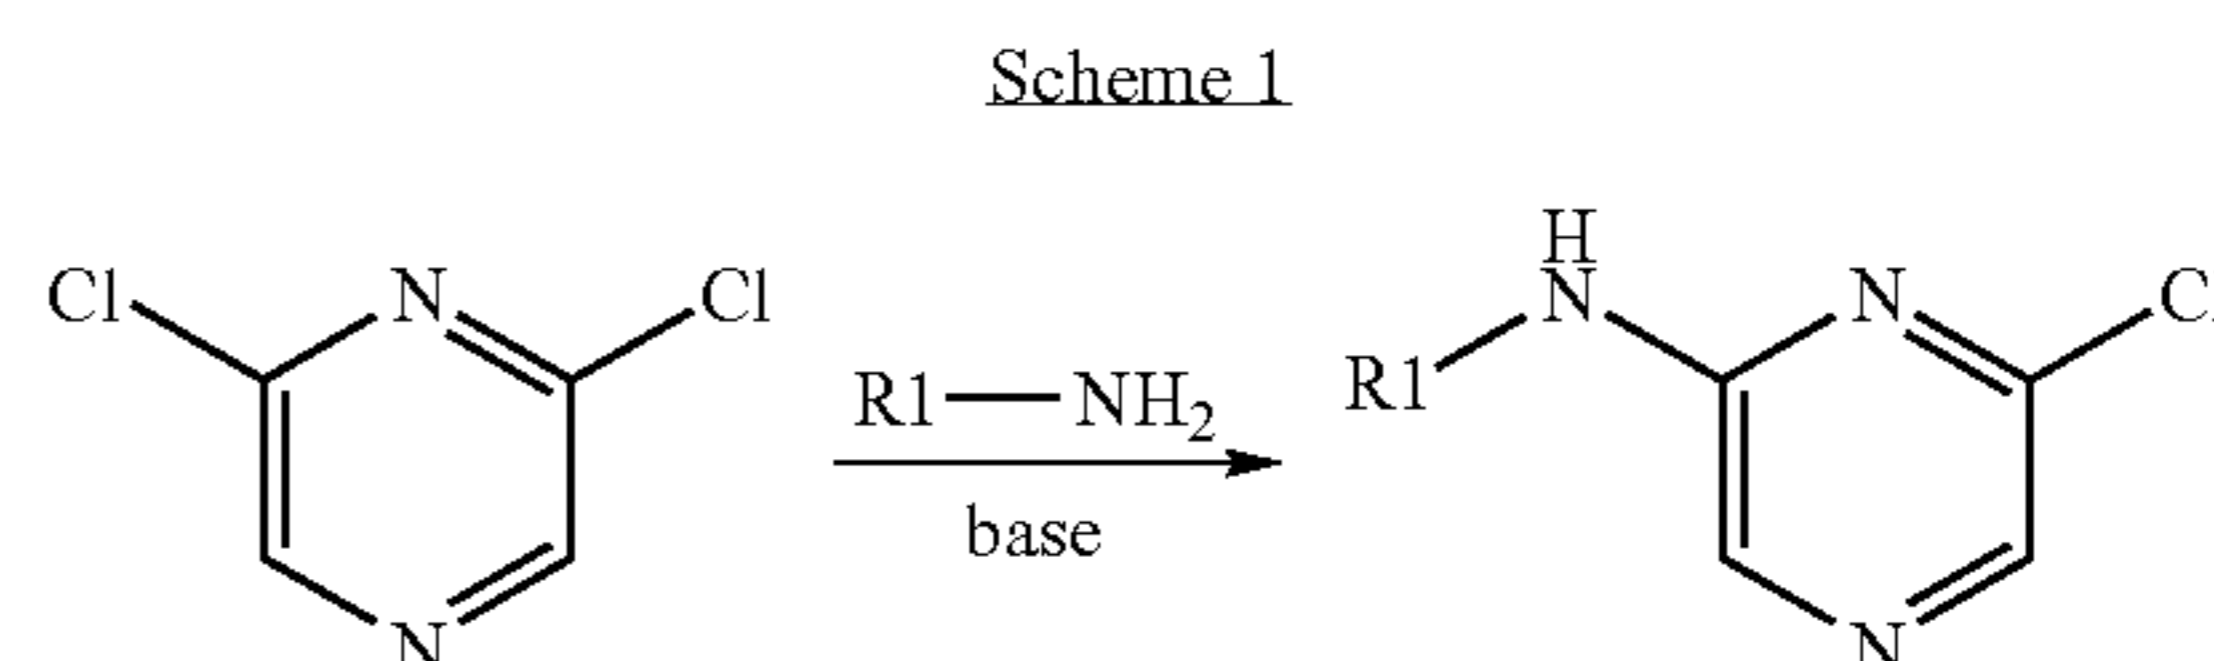 Scheme 1
H
Cl N Cl N N
R1—NH₂ R1
base
N N